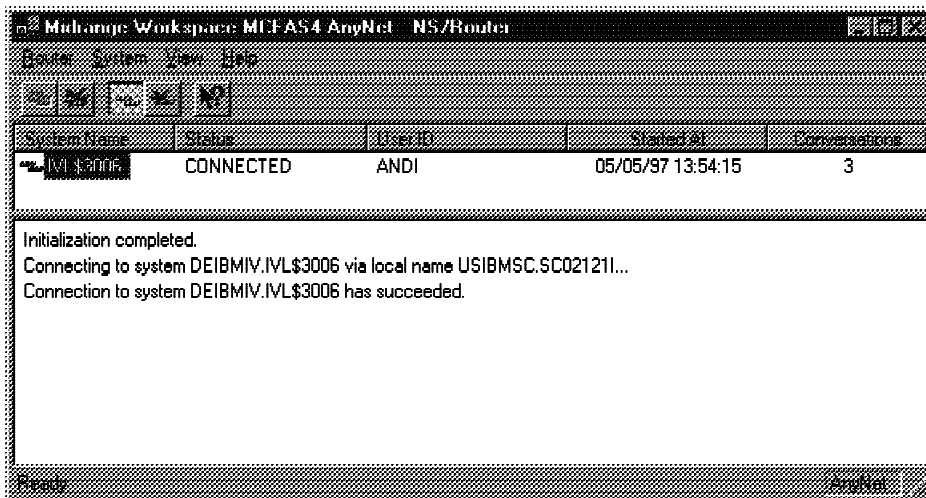 Midrange Workspace MCFAS4 AnyNet - NS/Router
Router System View Help
System Name Status User ID Started At Conversations
IVL$3006 CONNECTED ANDI 05/05/97 13:54:15 3
Initialization completed.
Connecting to system DEIBMIV.IVL$3006 via local name USIBMSC.SC02121I...
Connection to system DEIBMIV.IVL$3006 has succeeded.
Ready AnyNet